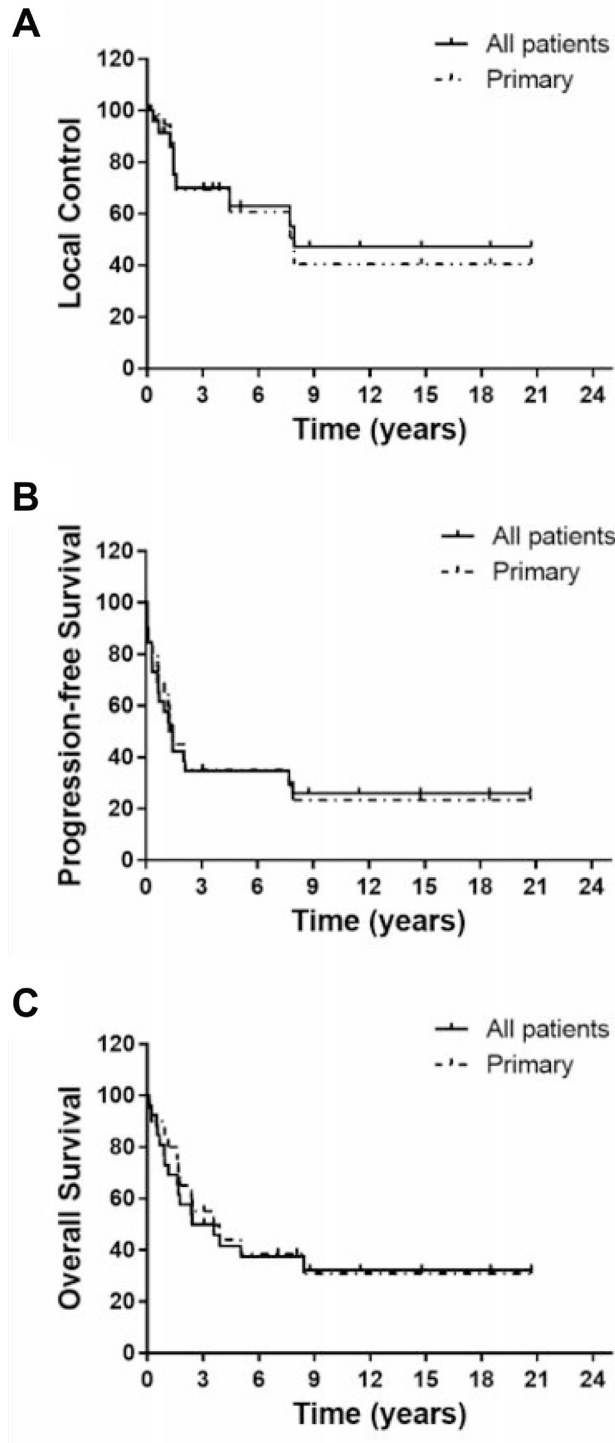 A
All patients
Primary
120
100
80
60
40
20
0
Local Control
0 3 6 9 12 15 18 21 24
Time (years)
B
All patients
Primary
120
100
80
60
40
20
0
Progression-free Survival
0 3 6 9 12 15 18 21 24
Time (years)
C
All patients
Primary
120
100
80
60
40
20
0
Overall Survival
0 3 6 9 12 15 18 21 24
Time (years)